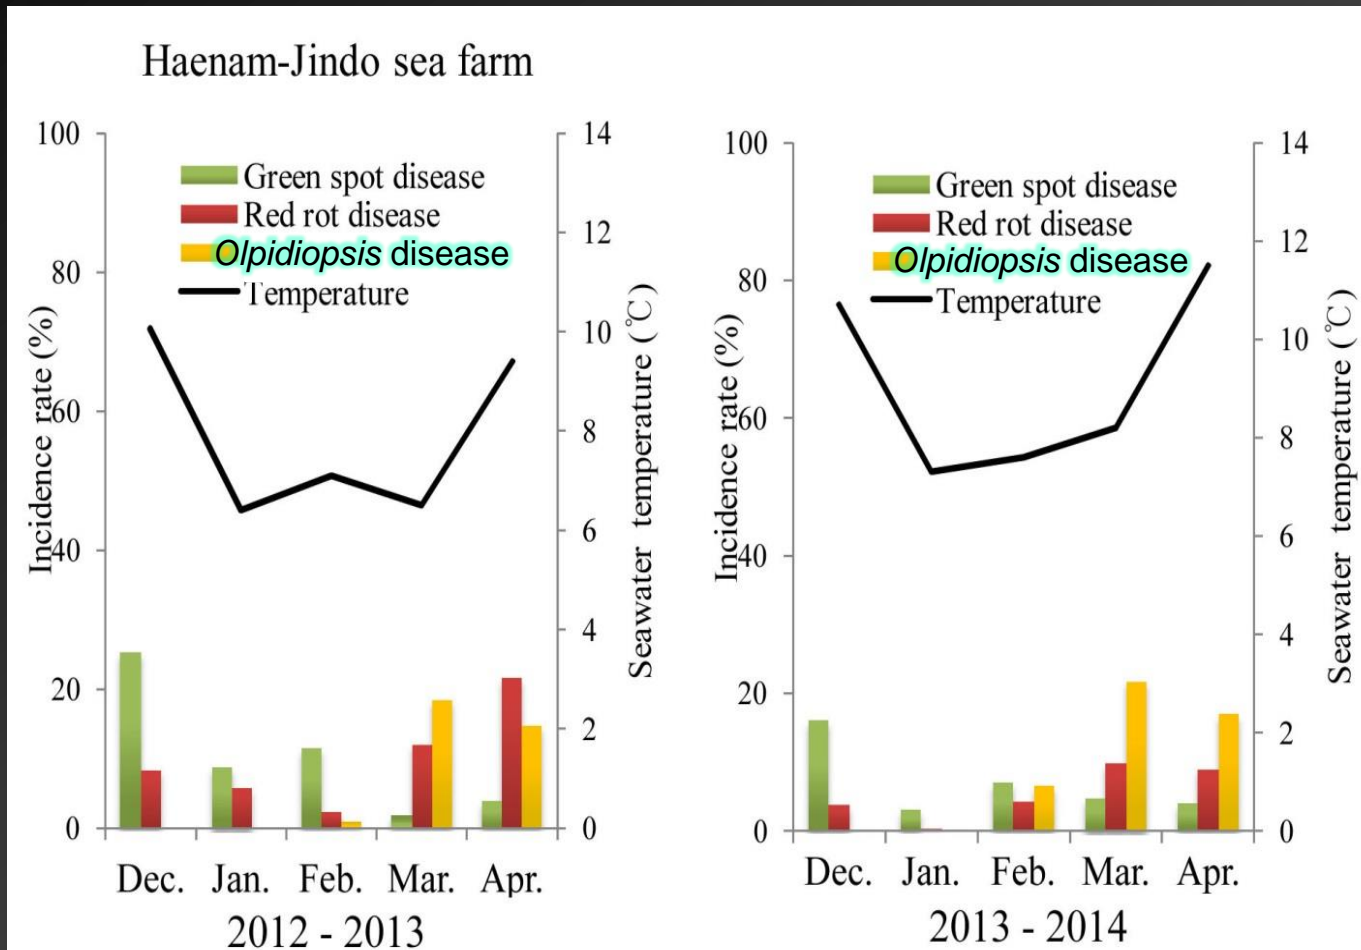 Haenam-Jindo sea farm
Incidence rate (%)
100
80
60
40
20
0
Green spot disease
Red rot disease
Olpidiopsis disease
Temperature
14
12
10
8
6
4
2
0
Seawater temperature (℃)
Dec. Jan. Feb. Mar. Apr.
2012 - 2013
Incidence rate (%)
100
80
60
40
20
0
Green spot disease
Red rot disease
Olpidiopsis disease
Temperature
14
12
10
8
6
4
2
0
Seawater temperature (℃)
Dec. Jan. Feb. Mar. Apr.
2013 - 2014